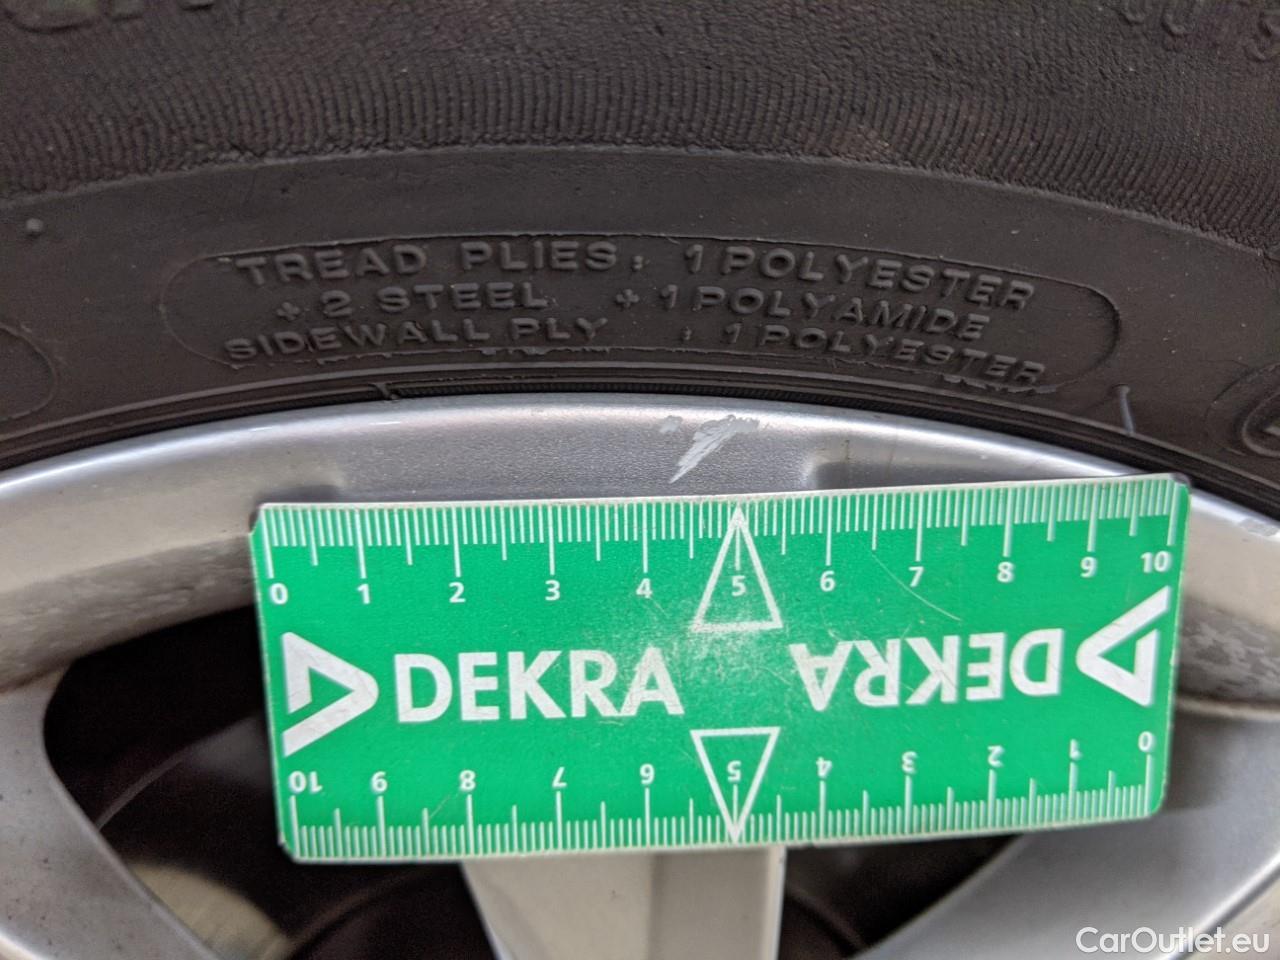 TREAD PLIES: 1 POLYESTER
+ 2 STEEL + 1 POLYAMIDE
SIDEWALL PLY : 1 POLYESTER
0 1 2 3 4 5 6 7 8 9 10
DEKRA DEKRA
10 9 8 7 6 5 4 3 2 1 0
CarOutlet.eu